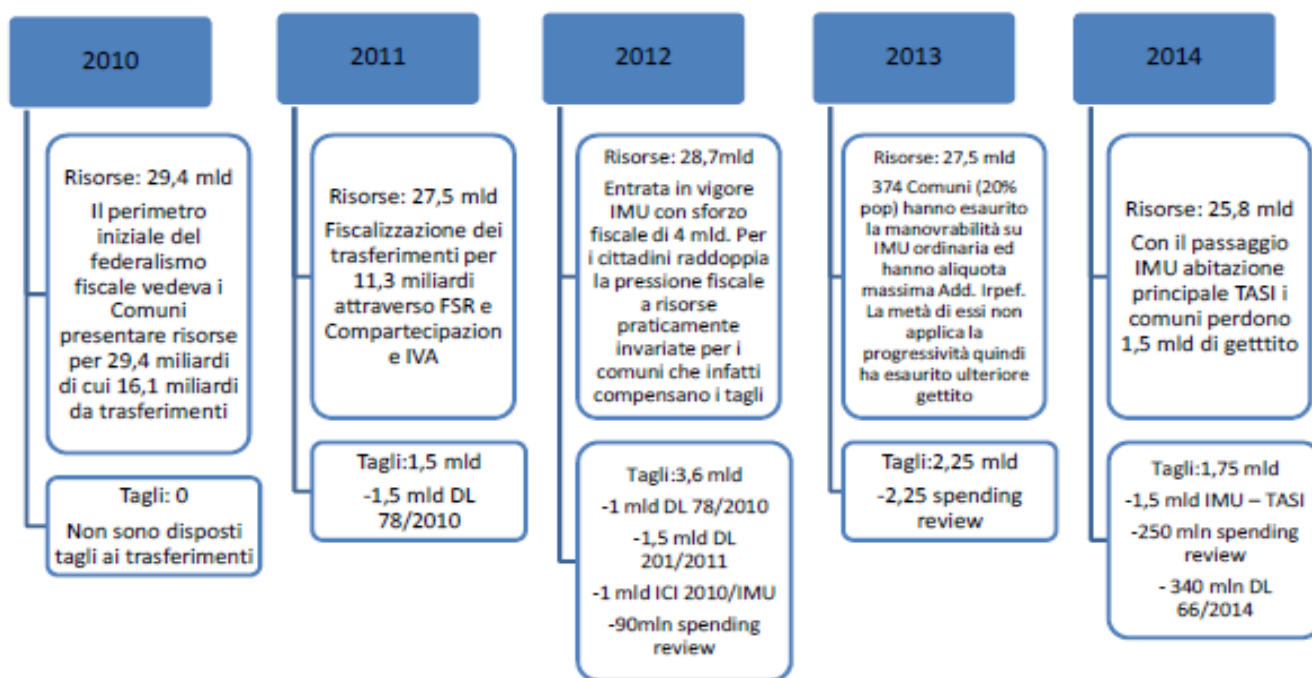 2010
Risorse: 29,4 mld
Il perimetro
iniziale del
federalismo
fiscale vedeva i
Comuni
presentare risorse
per 29,4 miliardi
di cui 16,1 miliardi
da trasferimenti
Tagli: 0
Non sono disposti
tagli ai trasferimenti
2011
Risorse: 27,5 mld
Fiscalizzazione dei
trasferimenti per
11,3 miliardi
attraverso FSR e
Compartecipazion
e IVA
Tagli:1,5 mld
-1,5 mld DL
78/2010
2012
Risorse: 28,7mld
Entrata in vigore
IMU con sforzo
fiscale di 4 mld. Per
i cittadini raddoppia
la pressione fiscale
a risorse
praticamente
invariate per i
comuni che infatti
compensano i tagli
Tagli:3,6 mld
-1 mld DL 78/2010
-1,5 mld DL
201/2011
-1 mld ICI 2010/IMU
-90mln spending
review
2013
Risorse: 27,5 mld
374 Comuni (20%
pop) hanno esaurito
la manovrabilità su
IMU ordinaria ed
hanno aliquota
massima Add. Irpef.
La metà di essi non
applica la
progressività quindi
ha esaurito ulteriore
gettito
Tagli:2,25 mld
-2,25 spending
review
2014
Risorse: 25,8 mld
Con il passaggio
IMU abitazione
principale TASI i
comuni perdono
1,5 mld di getttito
Tagli:1,75 mld
-1,5 mld IMU – TASI
-250 mln spending
review
- 340 mln DL
66/2014